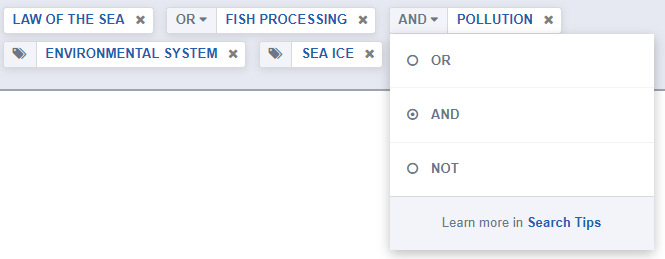 LAW OF THE SEA OR FISH PROCESSING AND POLLUTION
ENVIRONMENTAL SYSTEM SEA ICE
OR
AND
NOT
Learn more in Search Tips